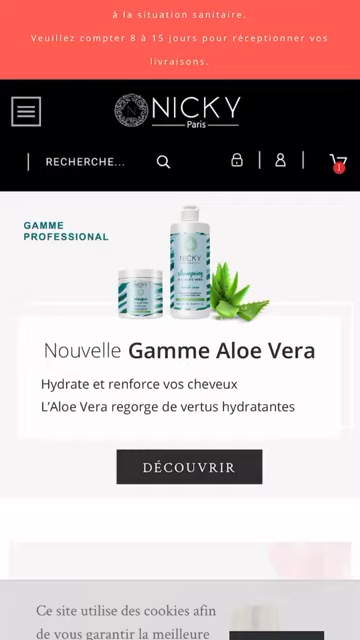 à la situation sanitaire.
Veuillez compter 8 à 15 jours pour réceptionner vos
livraisons.
NICKY
Paris
RECHERCHE...
1
GAMME
PROFESSIONAL
NICKY
shampooing
Nouvelle Gamme Aloe Vera
Hydrate et renforce vos cheveux
L'Aloe Vera regorge de vertus hydratantes
DÉCOUVRIR
Ce site utilise des cookies afin
de vous garantir la meilleure